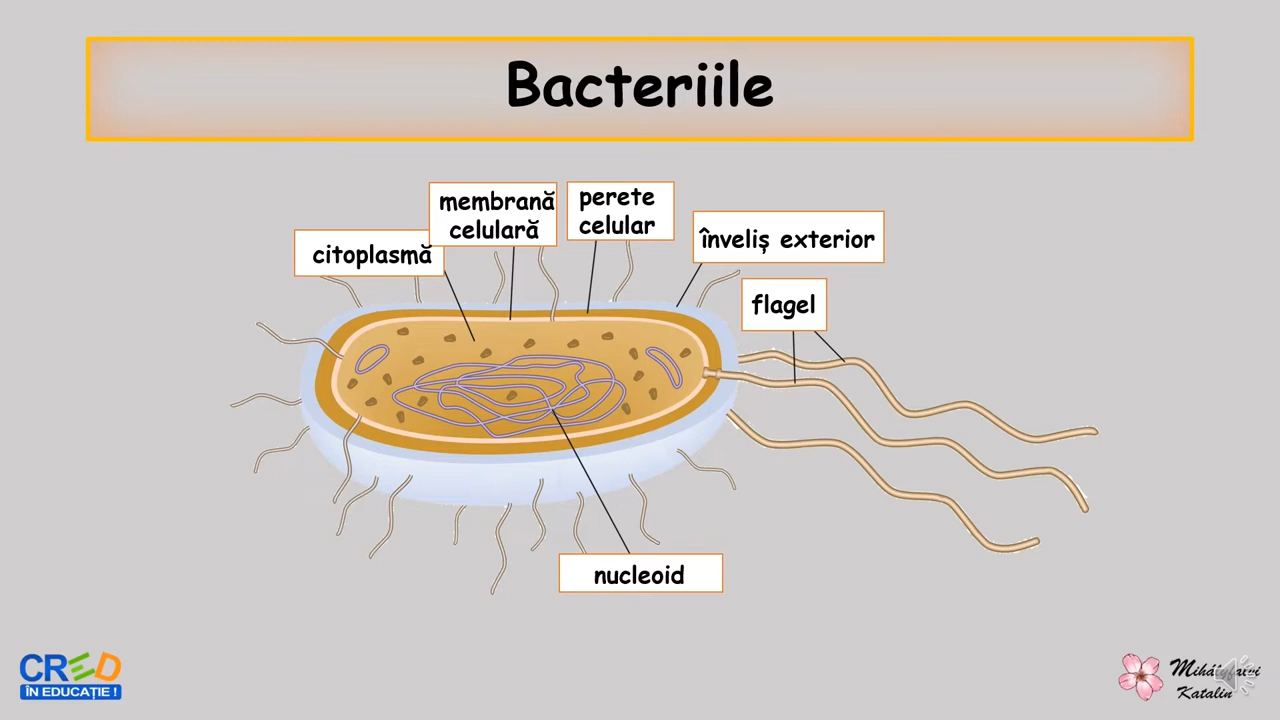 Bacteriile
membrană
celulară
perete
celular
citoplasmă
înveliș exterior
flagel
nucleoid
CRED
ÎN EDUCAȚIE !
Katalin